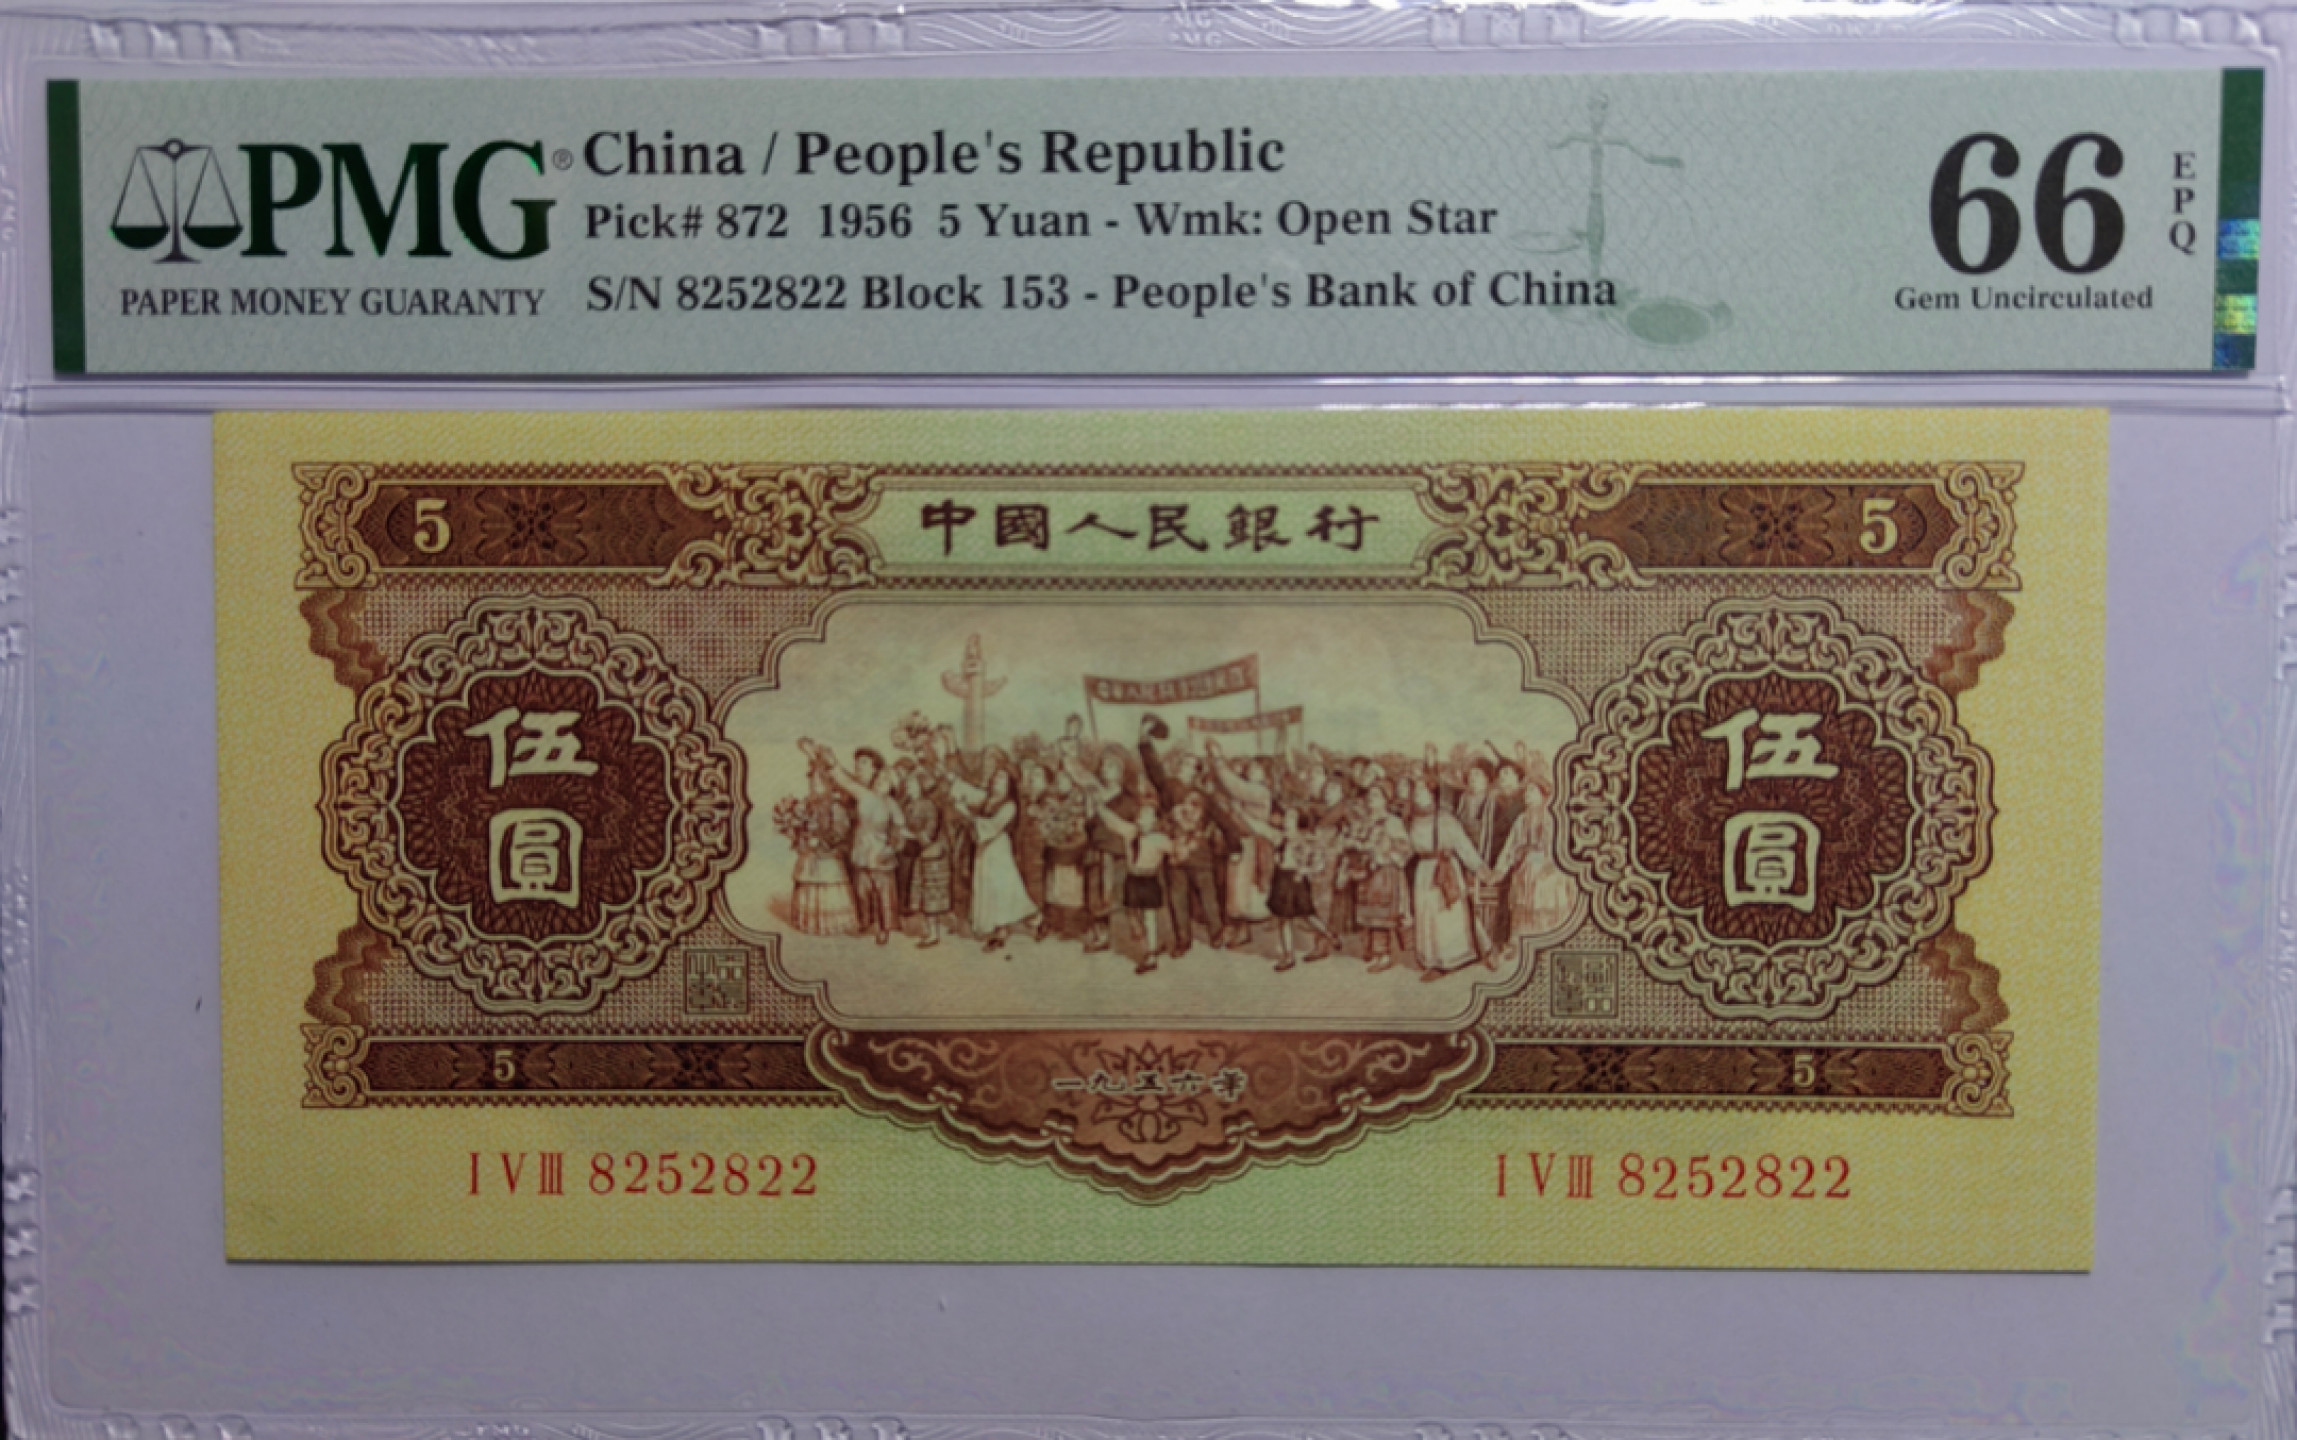 PMG®
PAPER MONEY GUARANTY
China / People's Republic
Pick# 872 1956 5 Yuan - Wmk: Open Star
S/N 8252822 Block 153 - People's Bank of China
66 EPQ
Gem Uncirculated
5 中國人民銀行 5
伍圓 伍圓
5 一九五六年 5
I V III 8252822 I V III 8252822